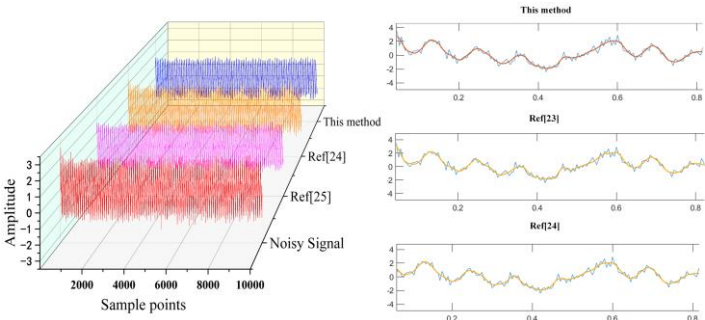 This method
Ref[24]
Ref[25]
Noisy Signal
Amplitude
3
2
1
0
−1
−2
−3
2000 4000 6000 8000 10000
Sample points
This method
4
2
0
-2
-4
0.2 0.4 0.6 0.8
Ref[23]
4
2
0
-2
-4
0.2 0.4 0.6 0.8
Ref[24]
4
2
0
-2
-4
0.2 0.4 0.6 0.8